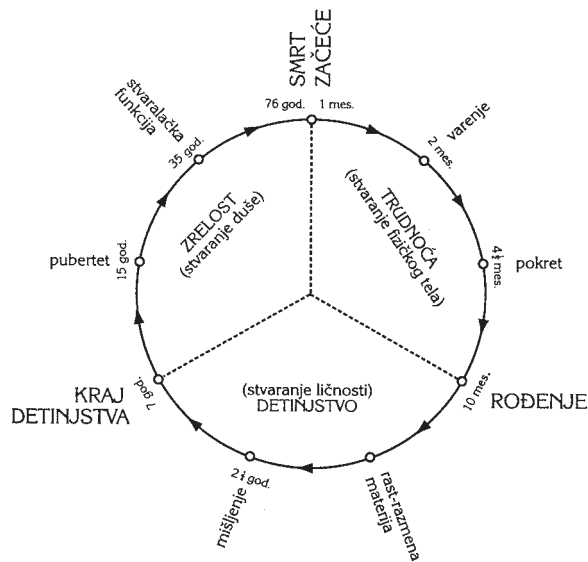 SMRT
ZAČEĆE
76 god.
1 mes.
varenje
2 mes.
TRUDNOĆA
(stvaranje fizičkog tela)
4½ mes.
pokret
10 mes.
ROĐENJE
rast-razmena
materija
(stvaranje ličnosti)
DETINJSTVO
2½ god.
mišljenje
7 god.
KRAJ
DETINJSTVA
15 god.
pubertet
ZRELOST
(stvaranje duše)
35 god.
stvaralačka
funkcija